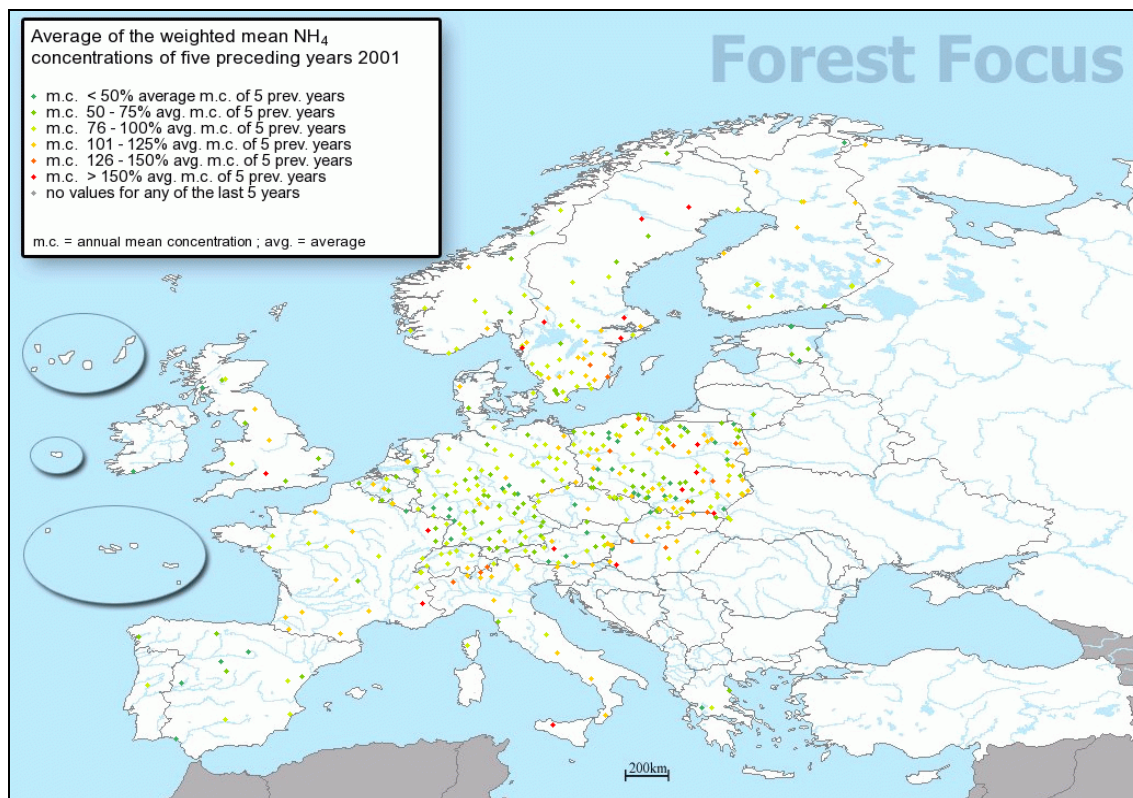 Average of the weighted mean NH4
concentrations of five preceding years 2001
m.c. < 50% average m.c. of 5 prev. years
m.c. 50 - 75% avg. m.c. of 5 prev. years
m.c. 76 - 100% avg. m.c. of 5 prev. years
m.c. 101 - 125% avg. m.c. of 5 prev. years
m.c. 126 - 150% avg. m.c. of 5 prev. years
m.c. > 150% avg. m.c. of 5 prev. years
no values for any of the last 5 years
m.c. = annual mean concentration ; avg. = average
Forest Focus
200km